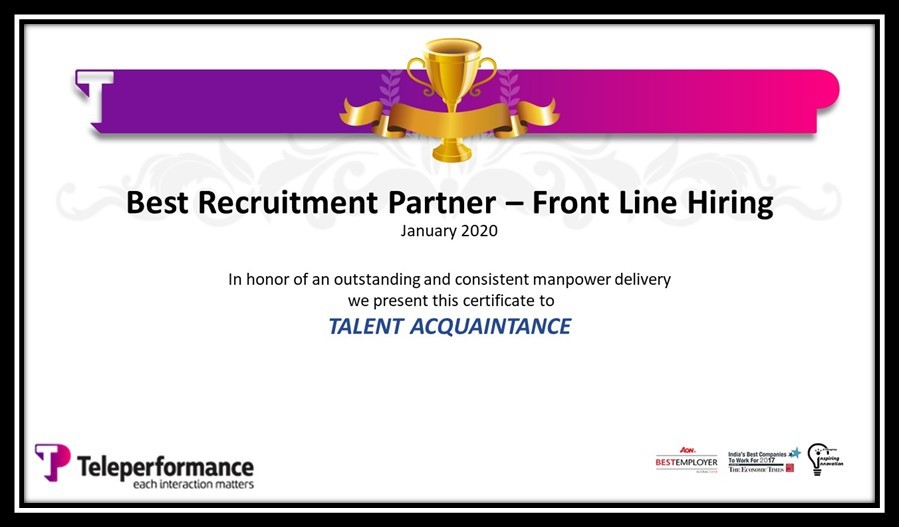 Best Recruitment Partner – Front Line Hiring
January 2020
In honor of an outstanding and consistent manpower delivery
we present this certificate to
TALENT ACQUAINTANCE
Teleperformance
each interaction matters
AON
BESTEMPLOYER
India's Best Companies
To Work For 2017
THE ECONOMIC TIMES
Inspiring
Innovation